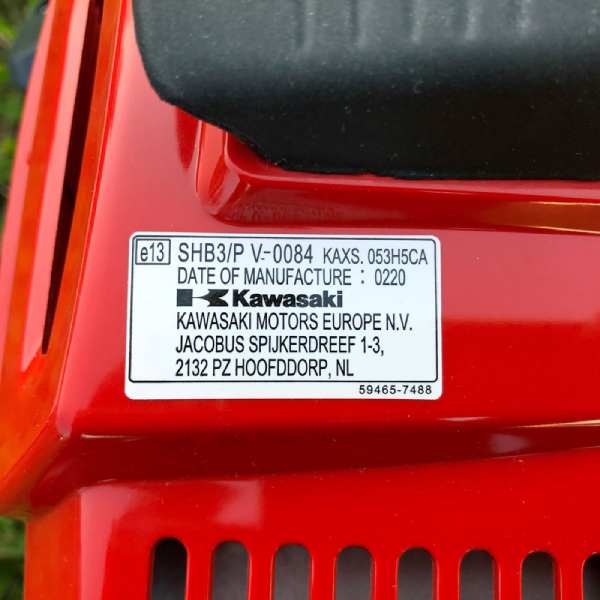 e13 SHB3/P V-0084 KAXS. 053H5CA
DATE OF MANUFACTURE : 0220
Kawasaki
KAWASAKI MOTORS EUROPE N.V.
JACOBUS SPIJKERDREEF 1-3,
2132 PZ HOOFDDORP, NL
59465-7488